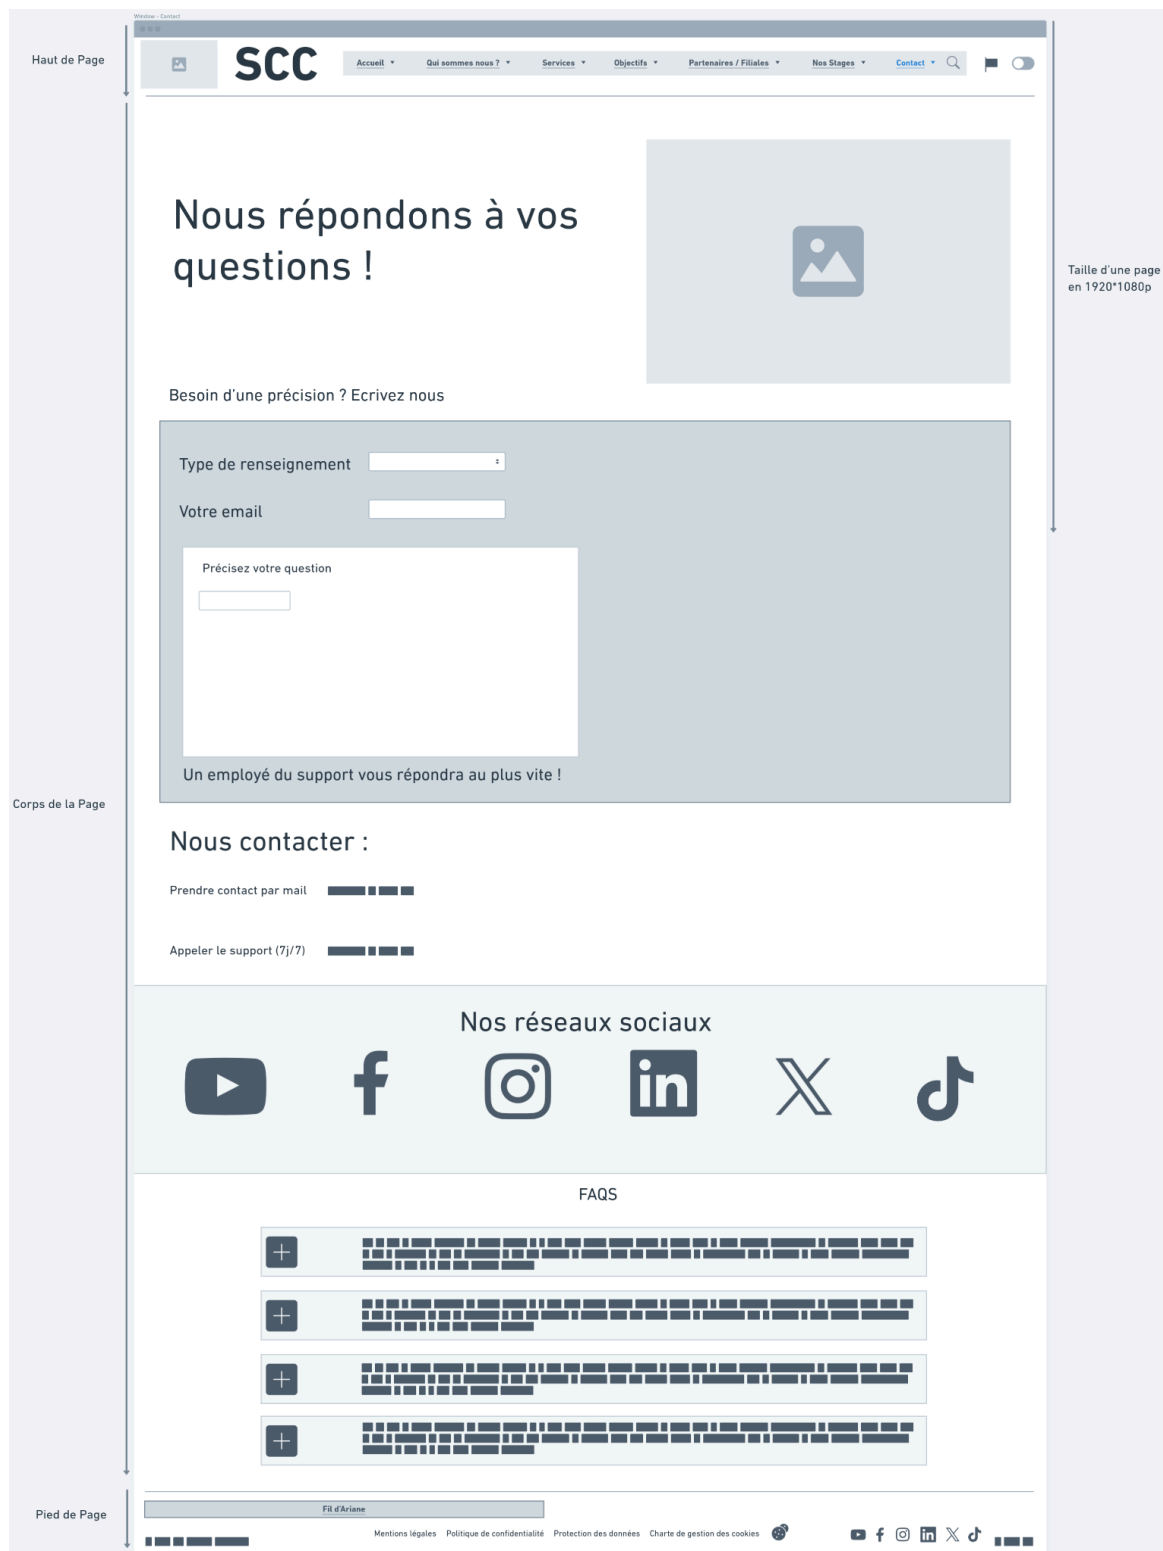 Window - Contact
Haut de Page
SCC
Accueil
Qui sommes nous ?
Services
Objectifs
Partenaires / Filiales
Nos Stages
Contact
Nous répondons à vos
questions !
Taille d'une page
en 1920*1080p
Besoin d'une précision ? Ecrivez nous
Type de renseignement
Votre email
Précisez votre question
Un employé du support vous répondra au plus vite !
Corps de la Page
Nous contacter :
Prendre contact par mail
Appeler le support (7j/7)
Nos réseaux sociaux
FAQS
Pied de Page
Fil d'Ariane
Mentions légales Politique de confidentialité Protection des données Charte de gestion des cookies